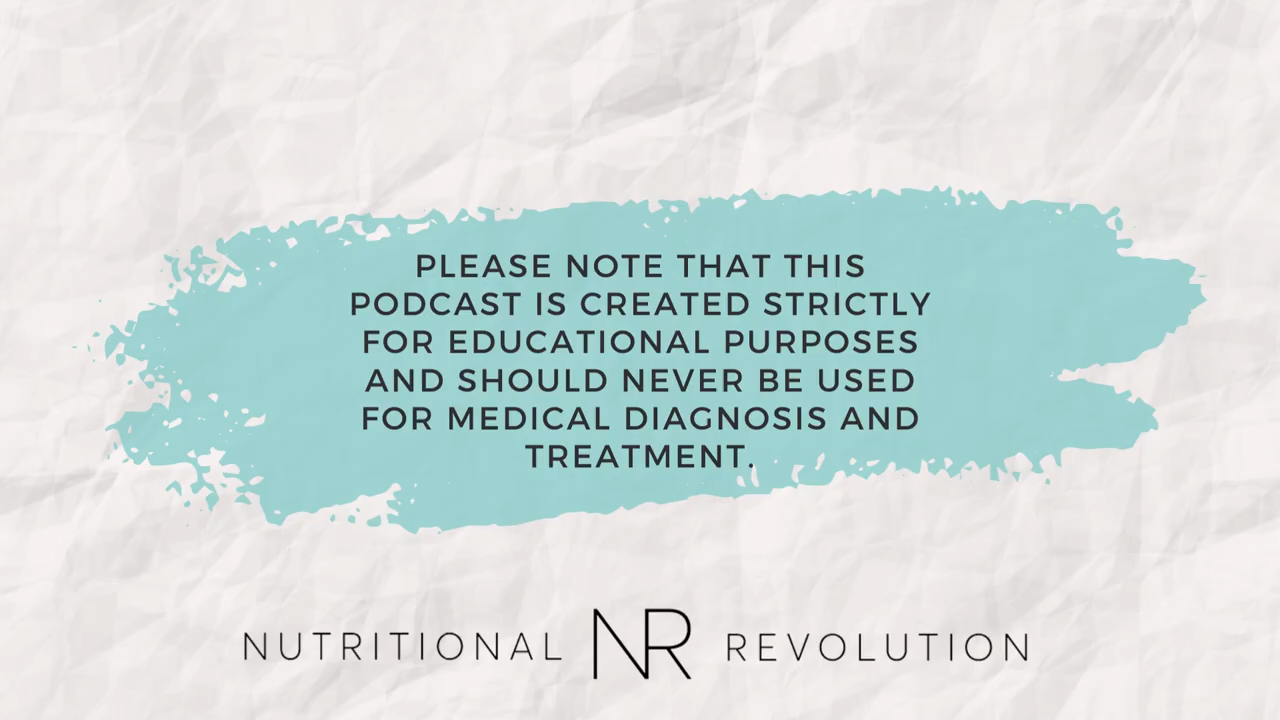 PLEASE NOTE THAT THIS
PODCAST IS CREATED STRICTLY
FOR EDUCATIONAL PURPOSES
AND SHOULD NEVER BE USED
FOR MEDICAL DIAGNOSIS AND
TREATMENT.
NUTRITIONAL NR REVOLUTION